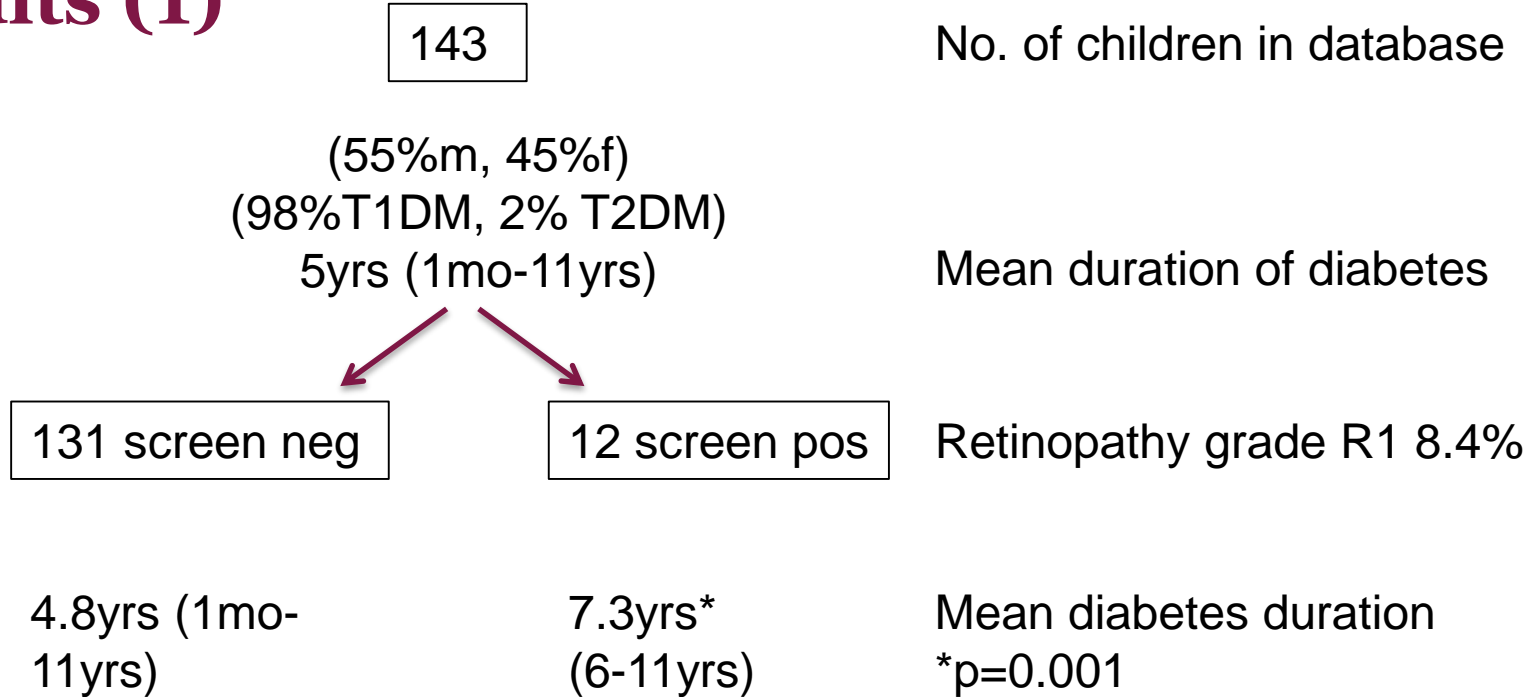 (1)
143
No. of children in database
(55%m, 45%f)
(98%T1DM, 2% T2DM)
5yrs (1mo-11yrs)
Mean duration of diabetes
131 screen neg
12 screen pos
Retinopathy grade R1 8.4%
4.8yrs (1mo-
11yrs)
7.3yrs*
(6-11yrs)
Mean diabetes duration
*p=0.001